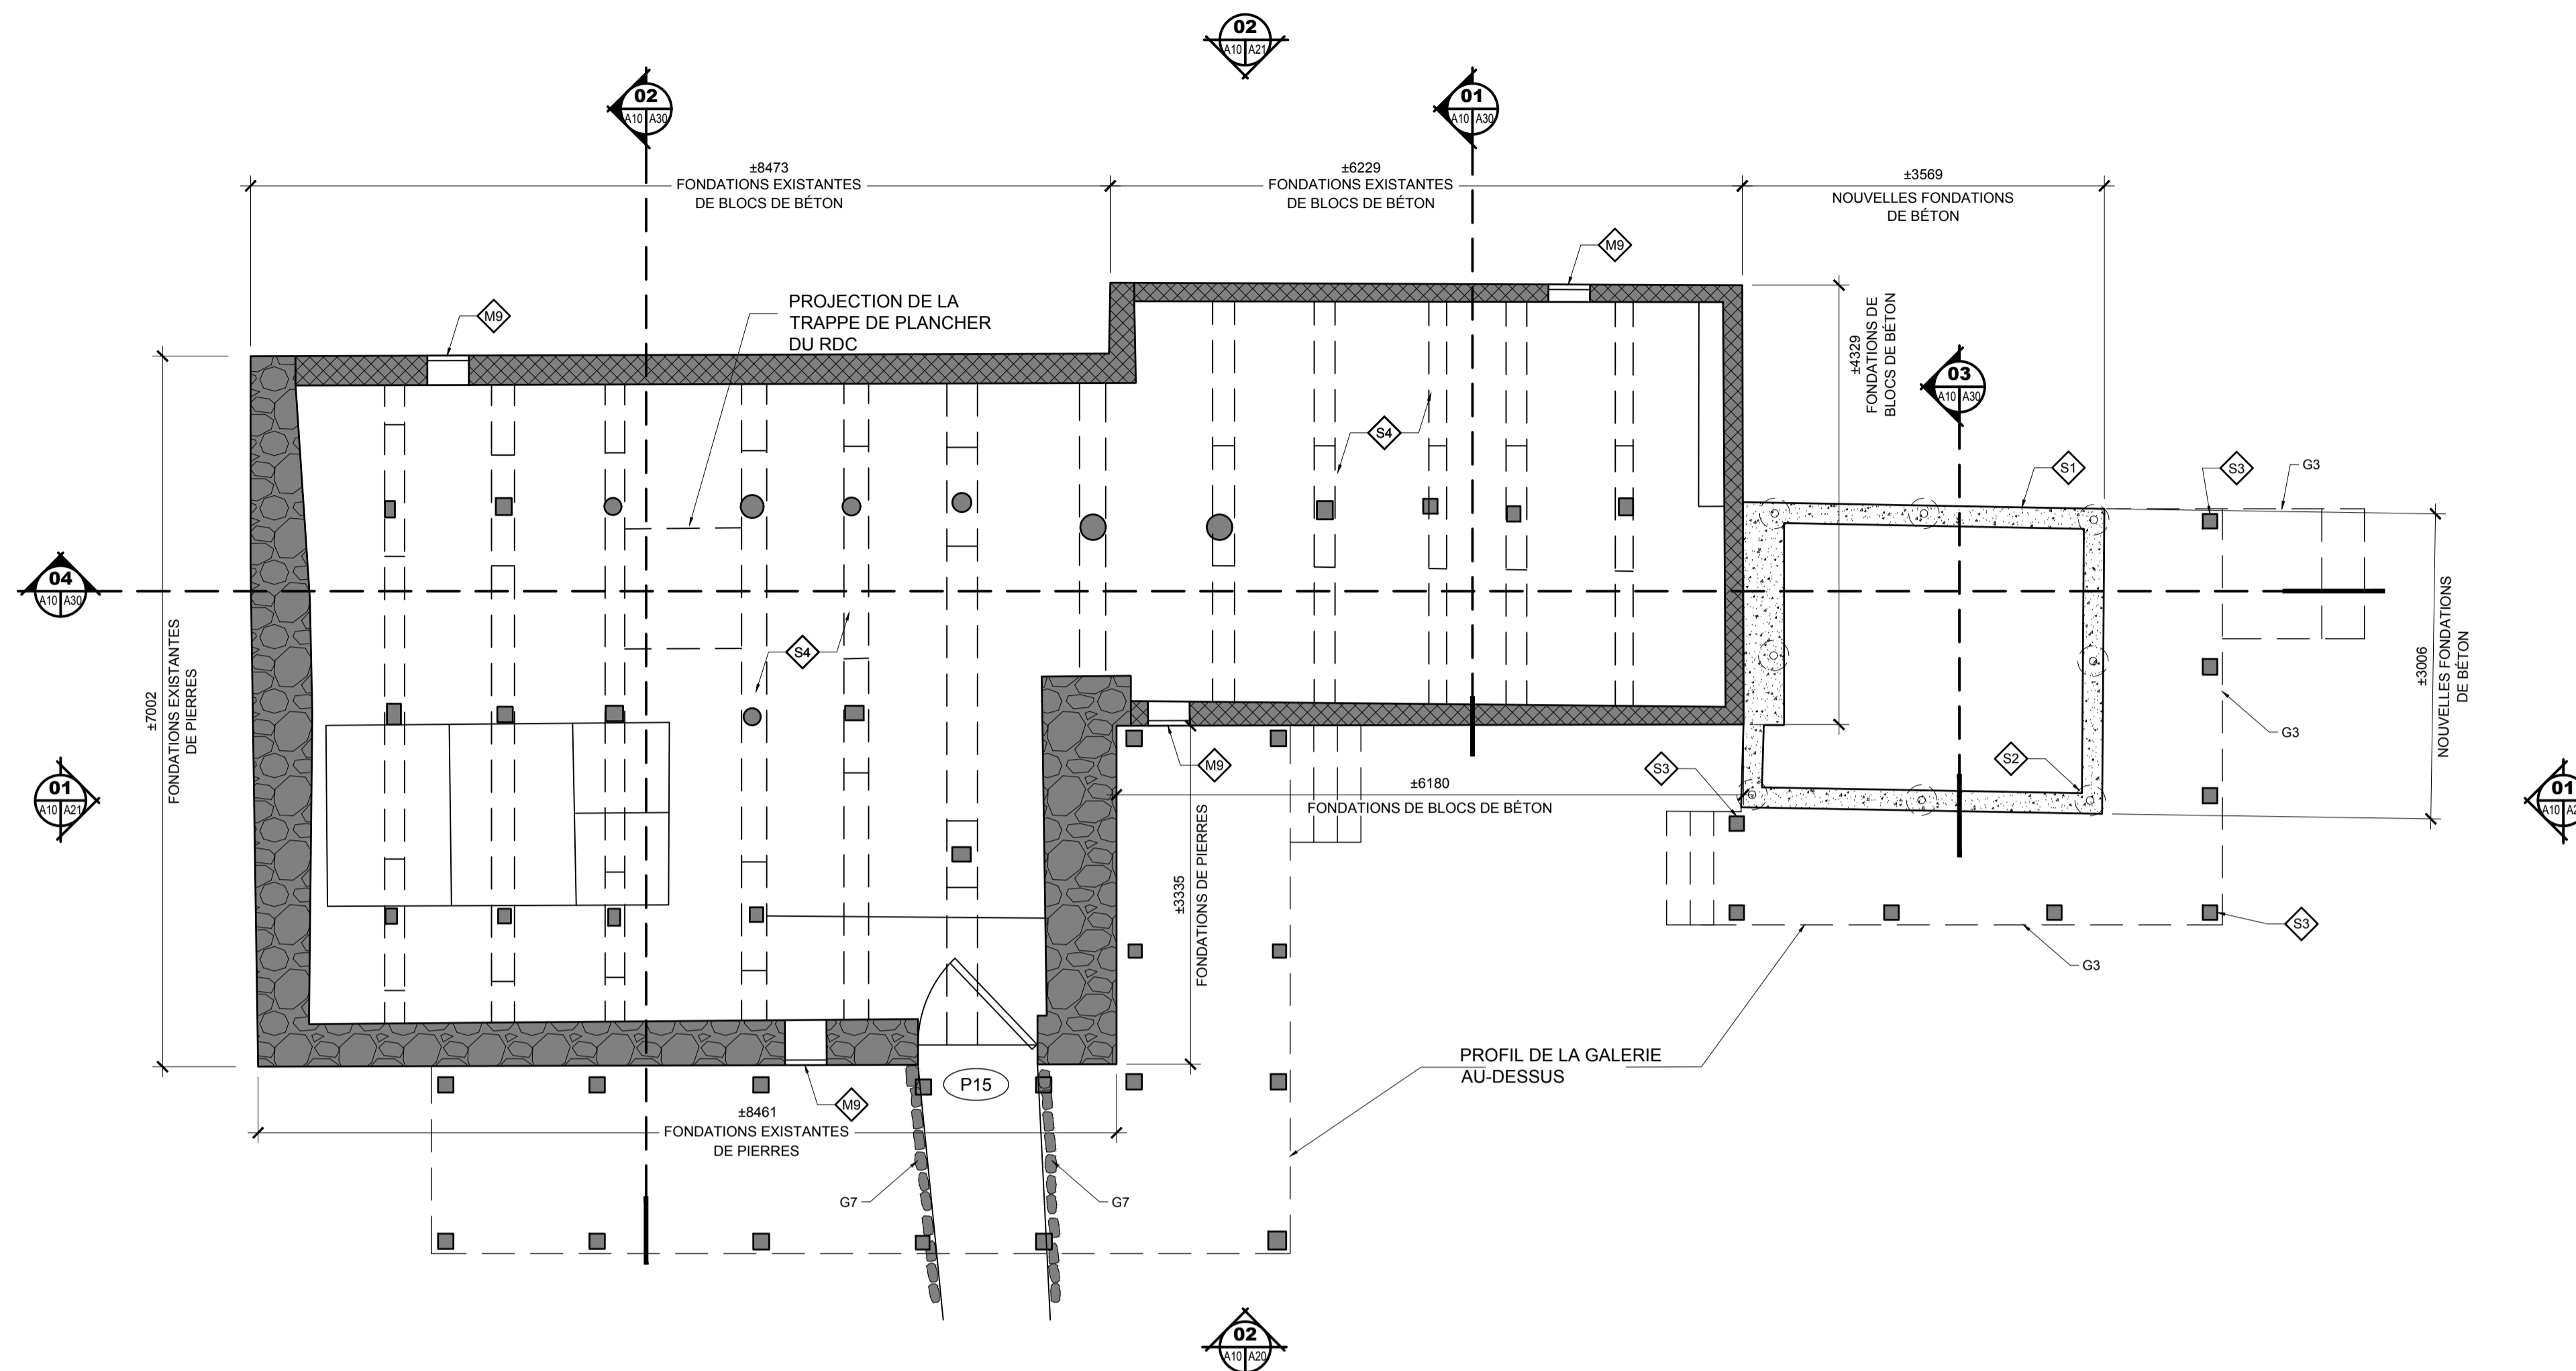 02
A10 A21
02
A10 A30
01
A10 A30
±8473
FONDATIONS EXISTANTES
DE BLOCS DE BÉTON
±6229
FONDATIONS EXISTANTES
DE BLOCS DE BÉTON
±3569
NOUVELLES FONDATIONS
DE BÉTON
M9
M9
PROJECTION DE LA
TRAPPE DE PLANCHER
DU RDC
±4329
FONDATIONS DE
BLOCS DE BÉTON
03
A10 A30
S4
S1
S3
G3
04
A10 A30
±7002
FONDATIONS EXISTANTES
DE PIERRES
S4
±3006
NOUVELLES FONDATIONS
DE BÉTON
G3
01
A10 A21
M9
S3
S2
±6180
FONDATIONS DE BLOCS DE BÉTON
01
A10
±3335
FONDATIONS DE PIERRES
S3
G3
PROFIL DE LA GALERIE
AU-DESSUS
P15
M9
±8461
FONDATIONS EXISTANTES
DE PIERRES
G7
G7
02
A10 A20